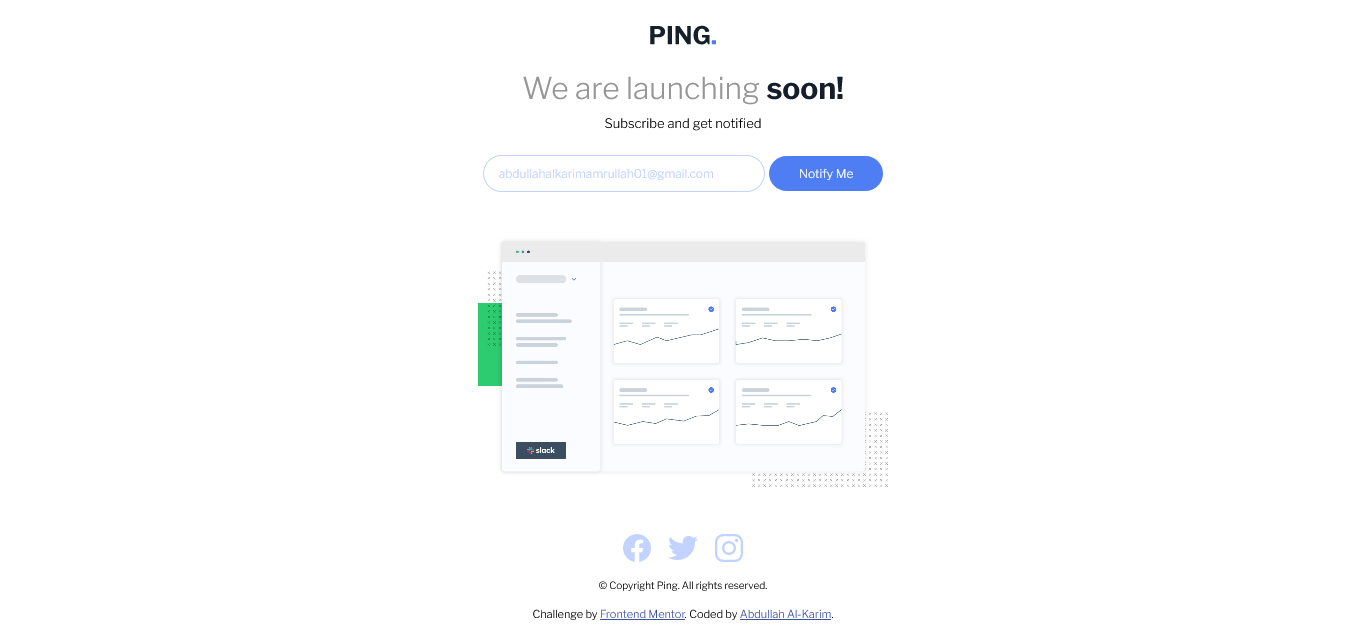 PING.
We are launching soon!
Subscribe and get notified
abdullahalkarimamrullah01@gmail.com
Notify Me
slack
© Copyright Ping. All rights reserved.
Challenge by Frontend Mentor. Coded by Abdullah Al-Karim.